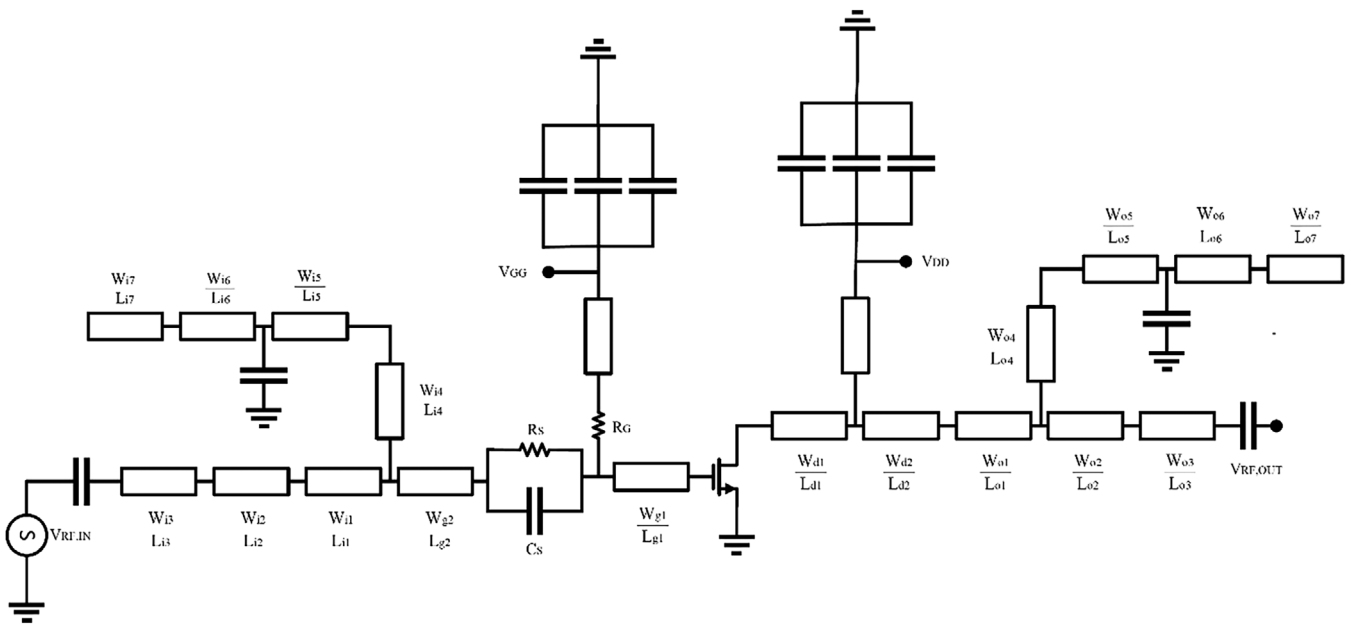 Wo5 Wo6 Wo7
Lo5 Lo6 Lo7
VGG
VDD
Wi7 Wi6 Wi5
Li7 Li6 Li5
Wo4
Lo4
Wi4
Li4
RS
RG
VRF,OUT
Wd1 Wd2 Wo1 Wo2 Wo3
Ld1 Ld2 Lo1 Lo2 Lo3
S
VRF,IN
Wi3 Wi2 Wi1 Wg2
Li3 Li2 Li1 Lg2
CS
Wg1
Lg1